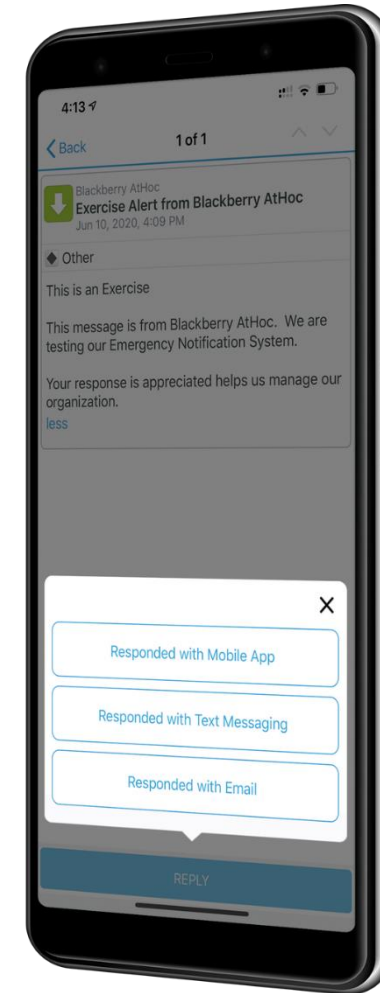 4:13
Back
1 of 1
Blackberry AtHoc
Exercise Alert from Blackberry AtHoc
Jun 10, 2020, 4:09 PM
Other
This is an Exercise
This message is from Blackberry AtHoc. We are
testing our Emergency Notification System.
Your response is appreciated helps us manage our
organization.
less
X
Responded with Mobile App
Responded with Text Messaging
Responded with Email
REPLY